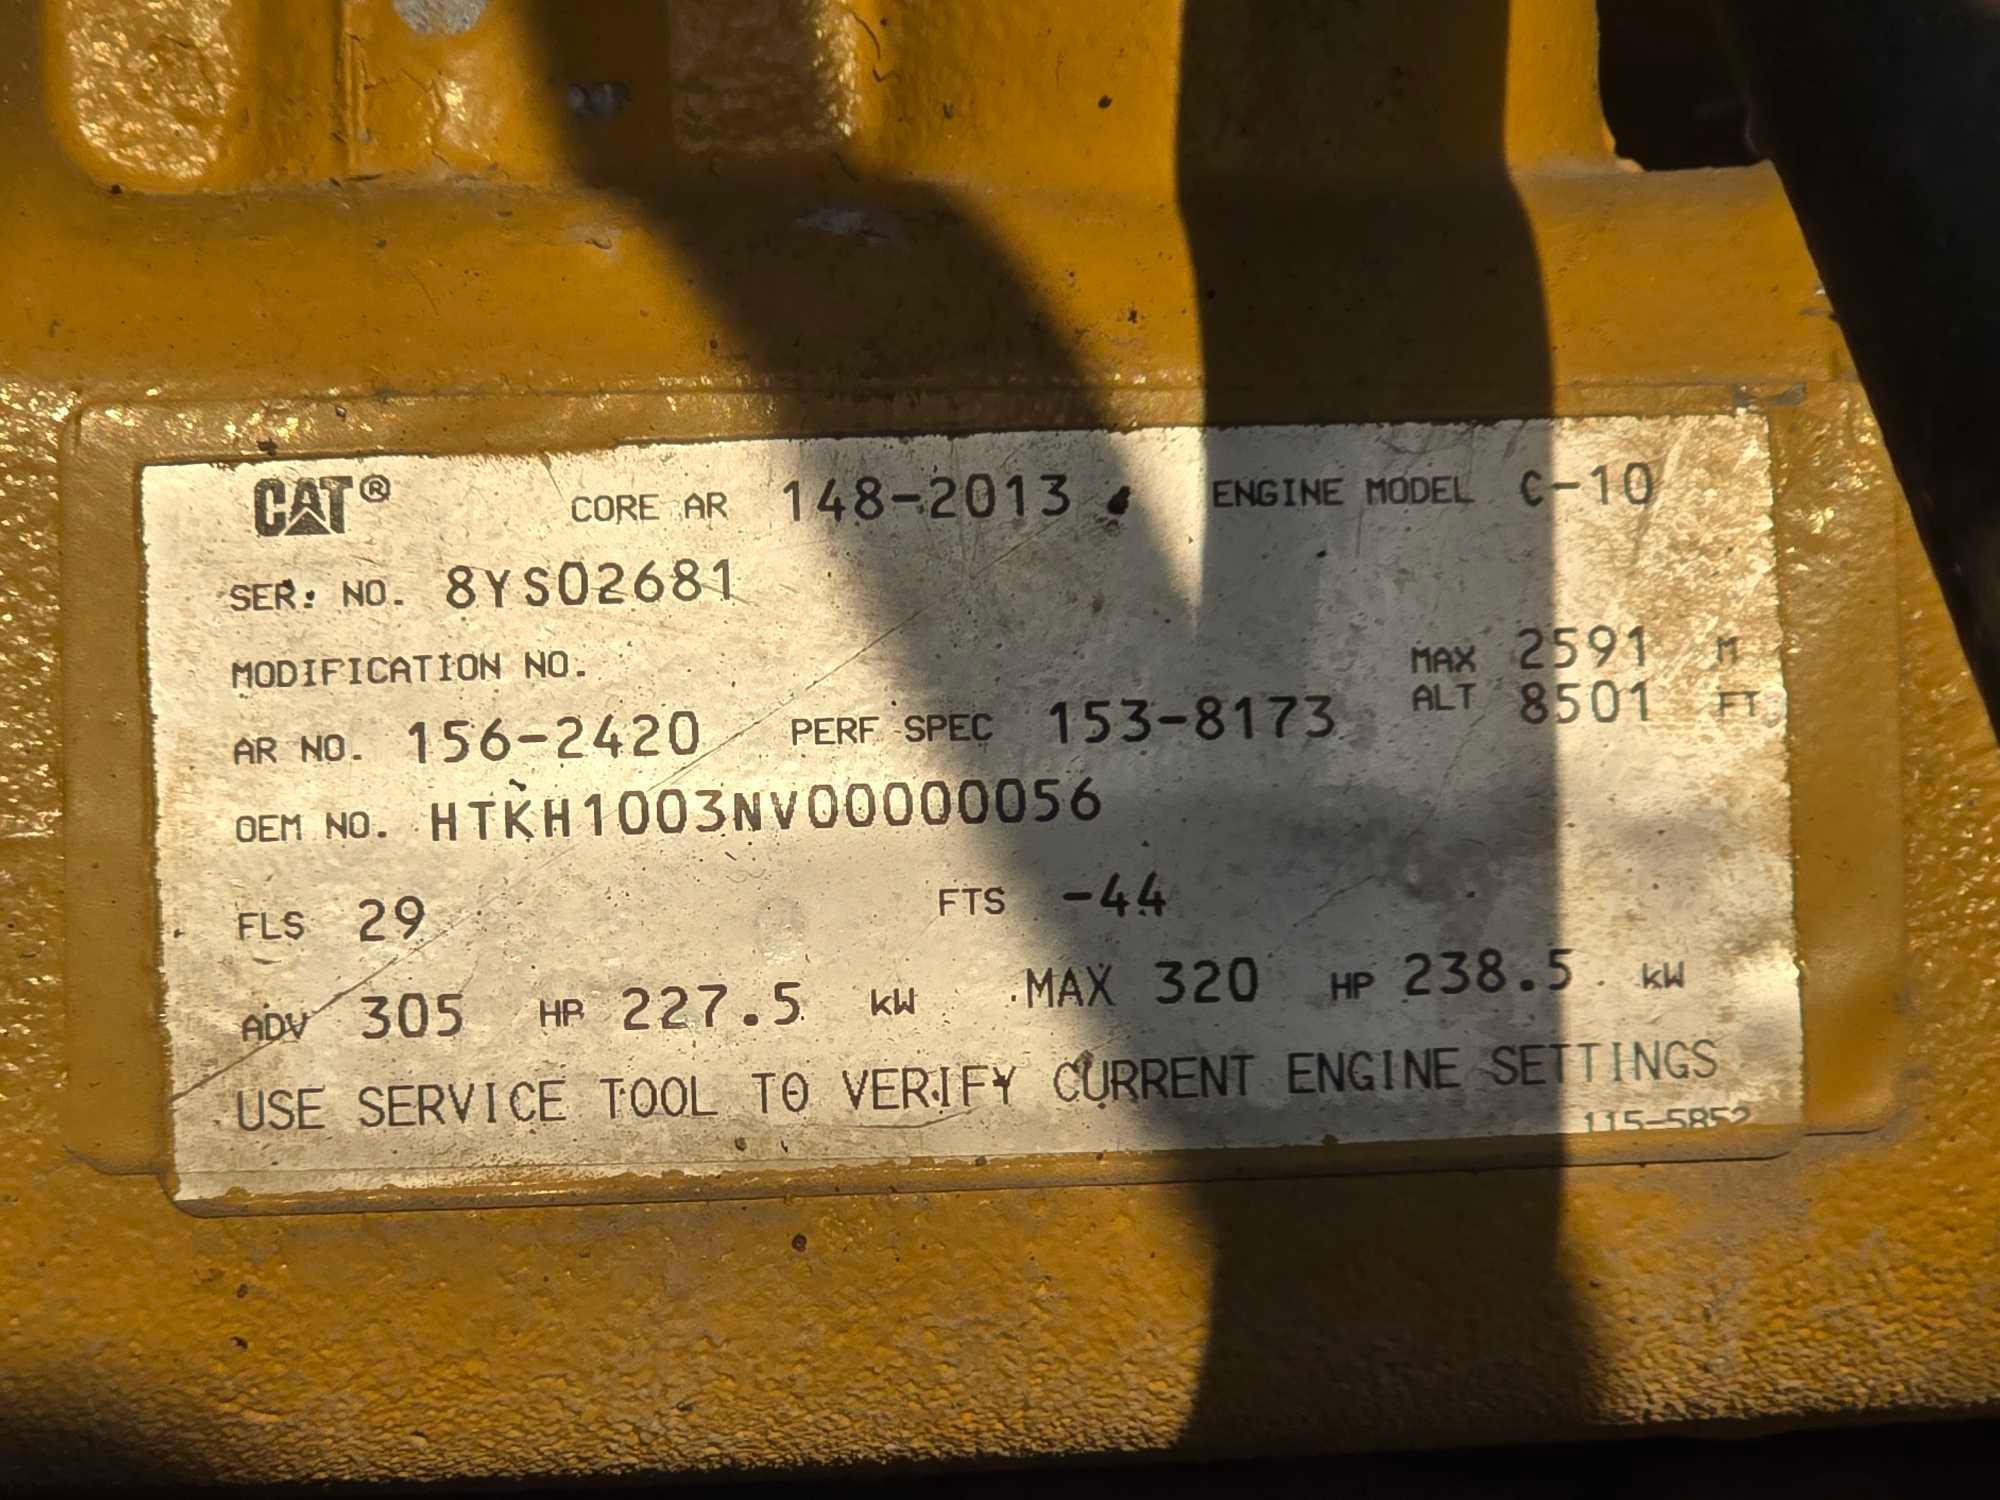 CAT® CORE AR 148-2013 ENGINE MODEL C-10
SER. NO. 8YS02681
MODIFICATION NO.
MAX ALT 2591 M 8501 FT
AR NO. 156-2420 PERF SPEC 153-8173
OEM NO. HTKH1003NV00000056
FLS 29 FTS -44
ADV 305 HP 227.5 kW MAX 320 HP 238.5 kW
USE SERVICE TOOL TO VERIFY CURRENT ENGINE SETTINGS
115-5852